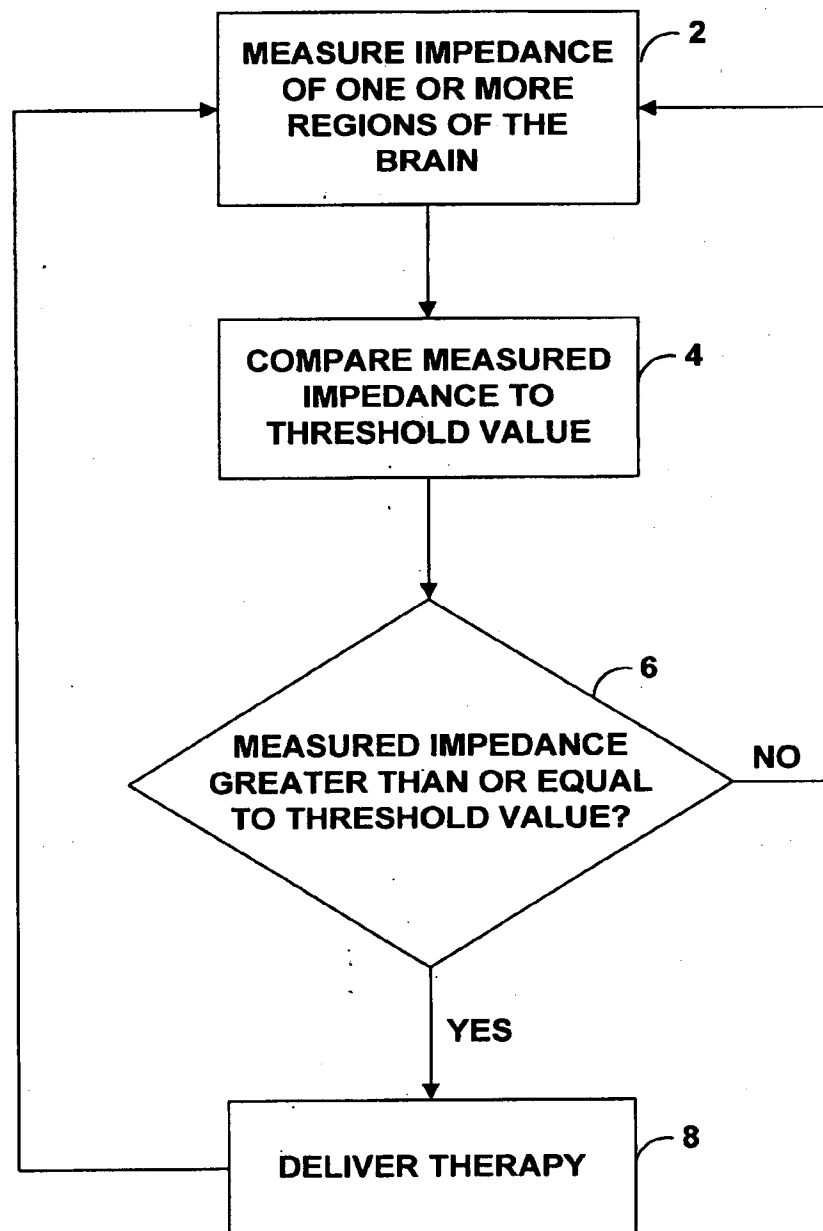 MEASURE IMPEDANCE
OF ONE OR MORE
REGIONS OF THE
BRAIN
2
COMPARE MEASURED
IMPEDANCE TO
THRESHOLD VALUE
4
6
MEASURED IMPEDANCE
GREATER THAN OR EQUAL
TO THRESHOLD VALUE?
NO
YES
DELIVER THERAPY
8